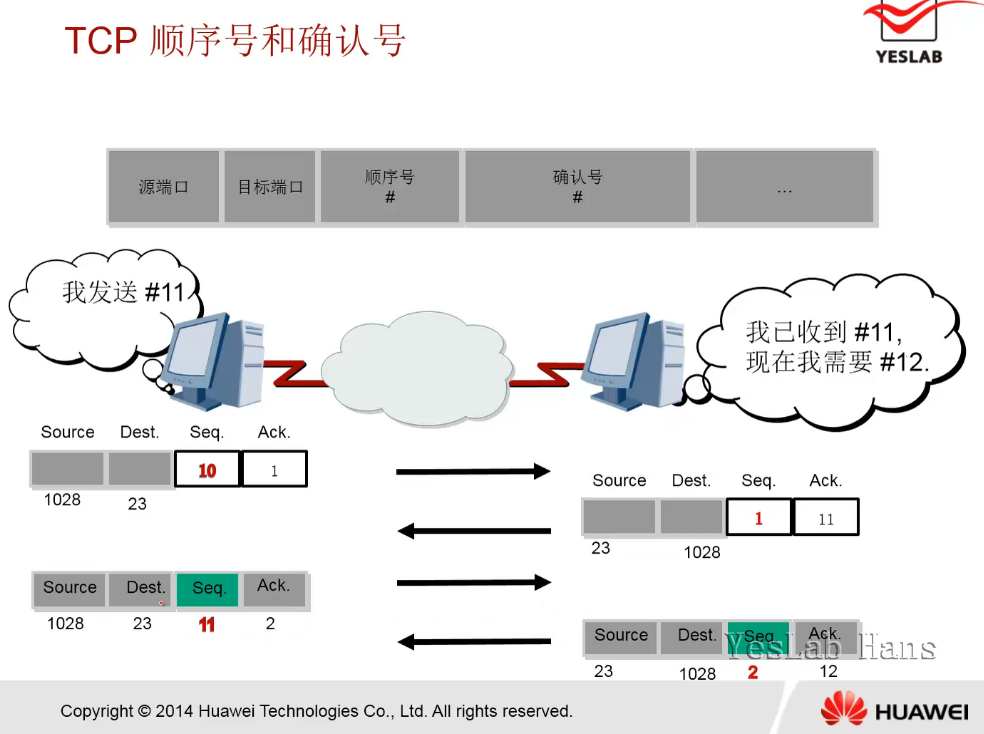 TCP 顺序号和确认号
YESLAB
源端口
目标端口
顺序号
#
确认号
#
...
我发送 #11
我已收到 #11,
现在我需要 #12.
Source Dest. Seq. Ack.
10 1
1028 23
Source Dest. Seq. Ack.
1 11
23 1028
Source Dest. Seq. Ack.
1028 23 11 2
Source Dest. Seq. Ack.
YesLab Hans
23 1028 2 12
Copyright © 2014 Huawei Technologies Co., Ltd. All rights reserved.
HUAWEI